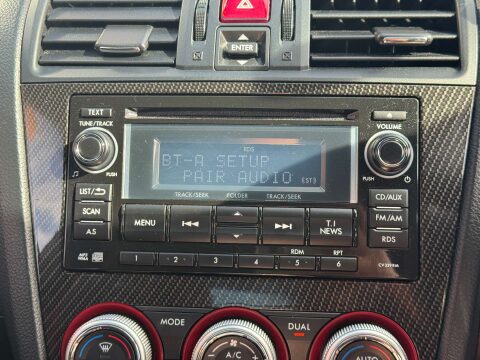 ENTER
TEXT
TUNE/TRACK
PUSH
RDS
BT-A SETUP
PAIR AUDIO
EST3
VOLUME
PUSH
TRACK/SEEK FOLDER TRACK/SEEK
LIST/
SCAN
A.S
MENU
T.I
NEWS
CD/AUX
FM/AM
RDS
RDM RPT
1 2 3 4 5 6
MODE
DUAL
A/C
AUTO